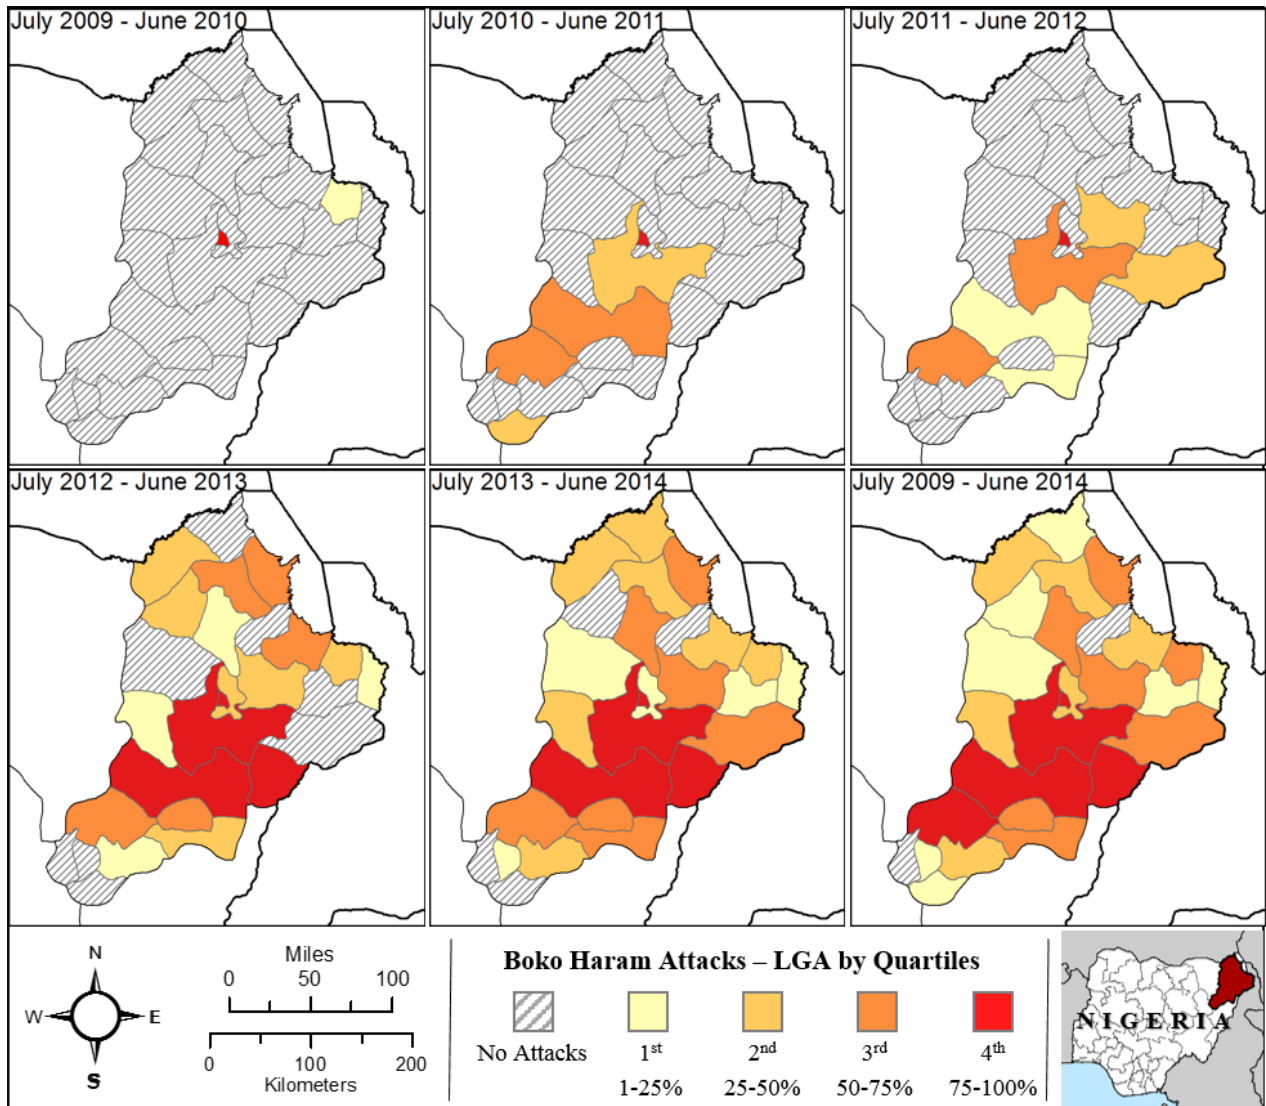 July 2009 - June 2010
July 2010 - June 2011
July 2011 - June 2012
July 2012 - June 2013
July 2013 - June 2014
July 2009 - June 2014
N
W
E
S
Miles
0 50 100
0 100 200
Kilometers
Boko Haram Attacks – LGA by Quartiles
No Attacks
1st
2nd
3rd
4th
1-25%
25-50%
50-75%
75-100%
NIGERIA